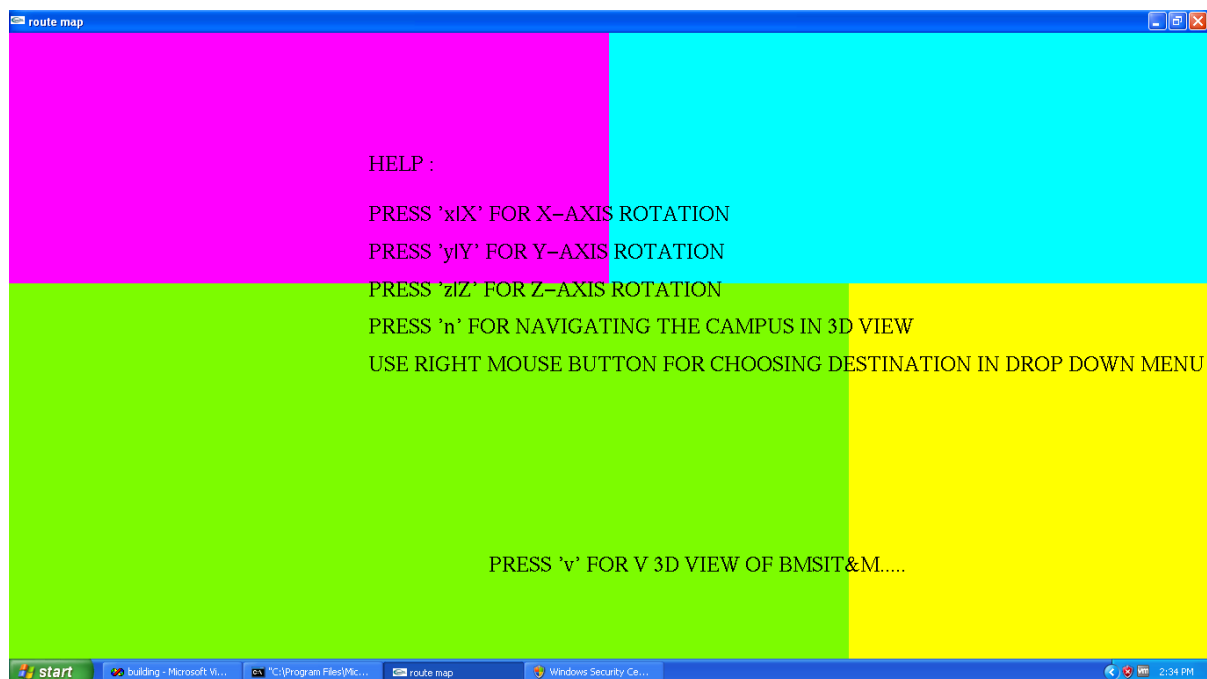 route map
HELP :
PRESS 'x|X' FOR X−AXIS ROTATION
PRESS 'y|Y' FOR Y−AXIS ROTATION
PRESS 'z|Z' FOR Z−AXIS ROTATION
PRESS 'n' FOR NAVIGATING THE CAMPUS IN 3D VIEW
USE RIGHT MOUSE BUTTON FOR CHOOSING DESTINATION IN DROP DOWN MENU
PRESS 'v' FOR V 3D VIEW OF BMSIT&M.....
start building - Microsoft Vi... "C:\Program Files\Mic... route map Windows Security Ce... 2:34 PM